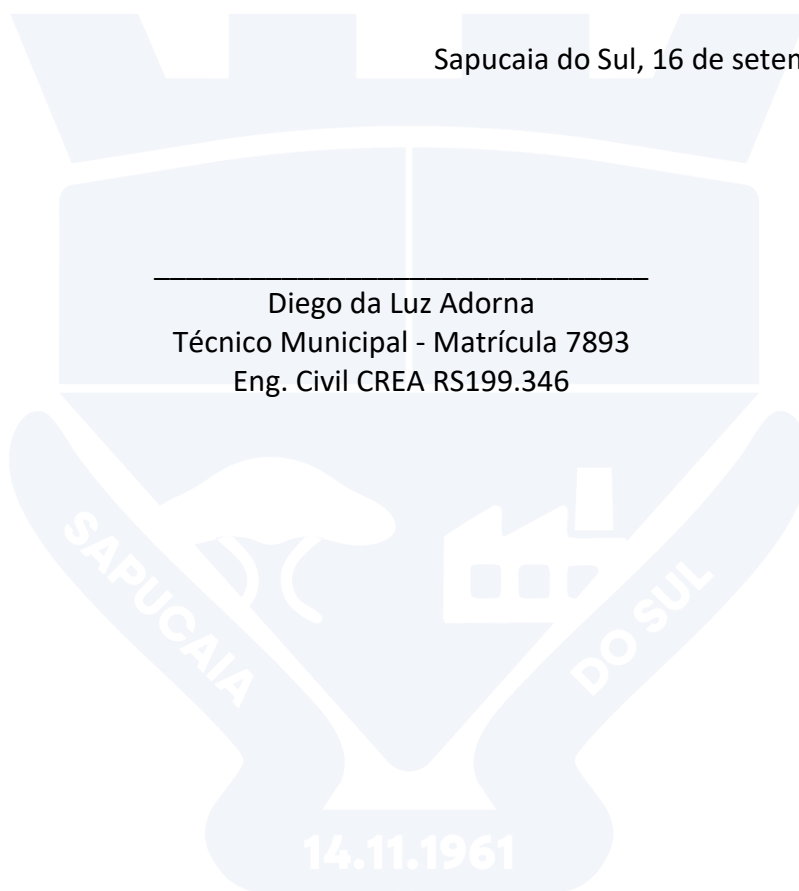 Sapucaia do Sul, 16 de
_________________________________
Diego da Luz Adorna
Técnico Municipal - Matrícula 7893
Eng. Civil CREA RS199.346
SAPUCAIA
DO SUL
14.11.1961